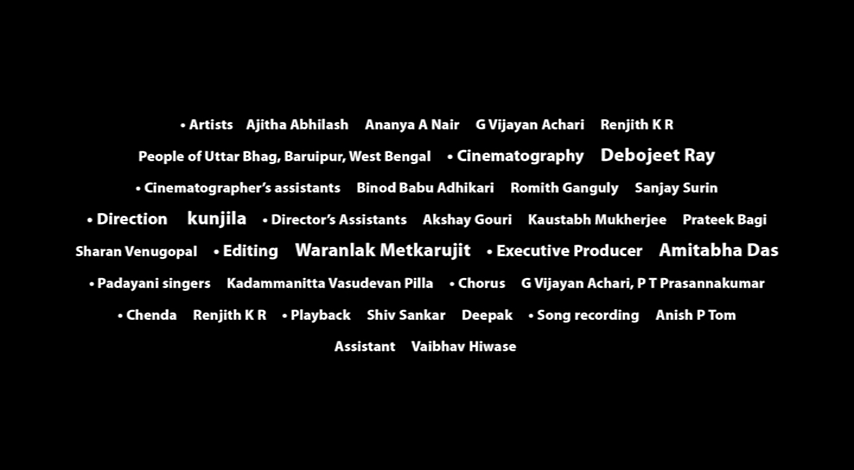 • Artists Ajitha Abhilash Ananya A Nair G Vijayan Achari Renjith K R
People of Uttar Bhag, Baruipur, West Bengal • Cinematography Debojeet Ray
• Cinematographer’s assistants Binod Babu Adhikari Romith Ganguly Sanjay Surin
• Direction kunjila • Director’s Assistants Akshay Gouri Kaustabh Mukherjee Prateek Bagi
Sharan Venugopal • Editing Waranlak Metkarujit • Executive Producer Amitabha Das
• Padayani singers Kadammanitta Vasudevan Pilla • Chorus G Vijayan Achari, P T Prasannakumar
• Chenda Renjith K R • Playback Shiv Sankar Deepak • Song recording Anish P Tom
Assistant Vaibhav Hiwase